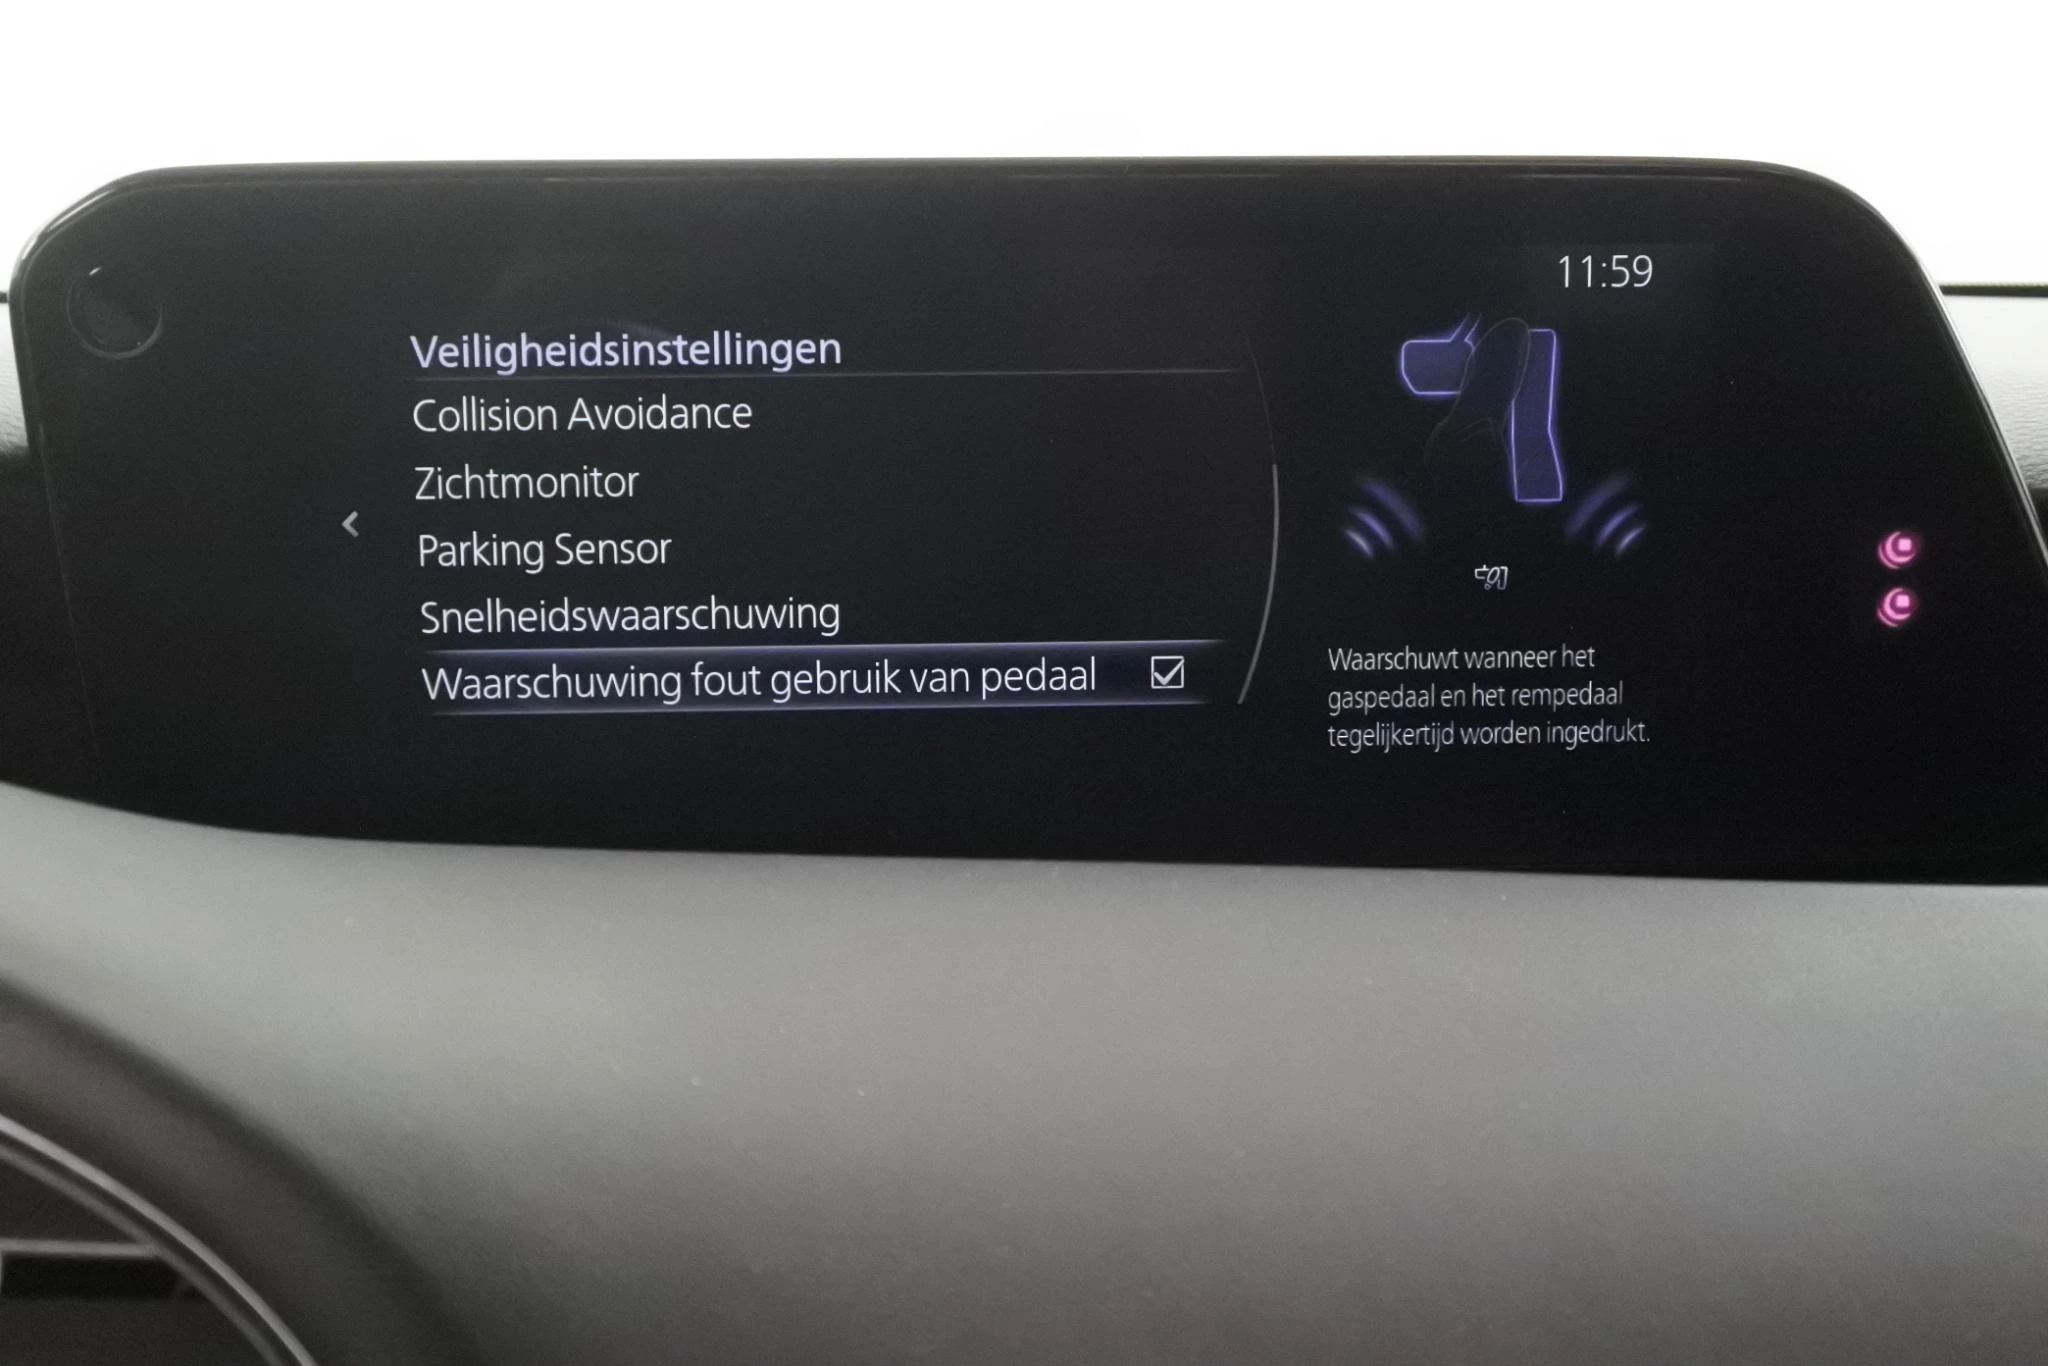 11:59
Veiligheidsinstellingen
Collision Avoidance
Zichtmonitor
Parking Sensor
Snelheidswaarschuwing
Waarschuwing fout gebruik van pedaal
Waarschuwt wanneer het
gaspedaal en het rempedaal
tegelijkertijd worden ingedrukt.